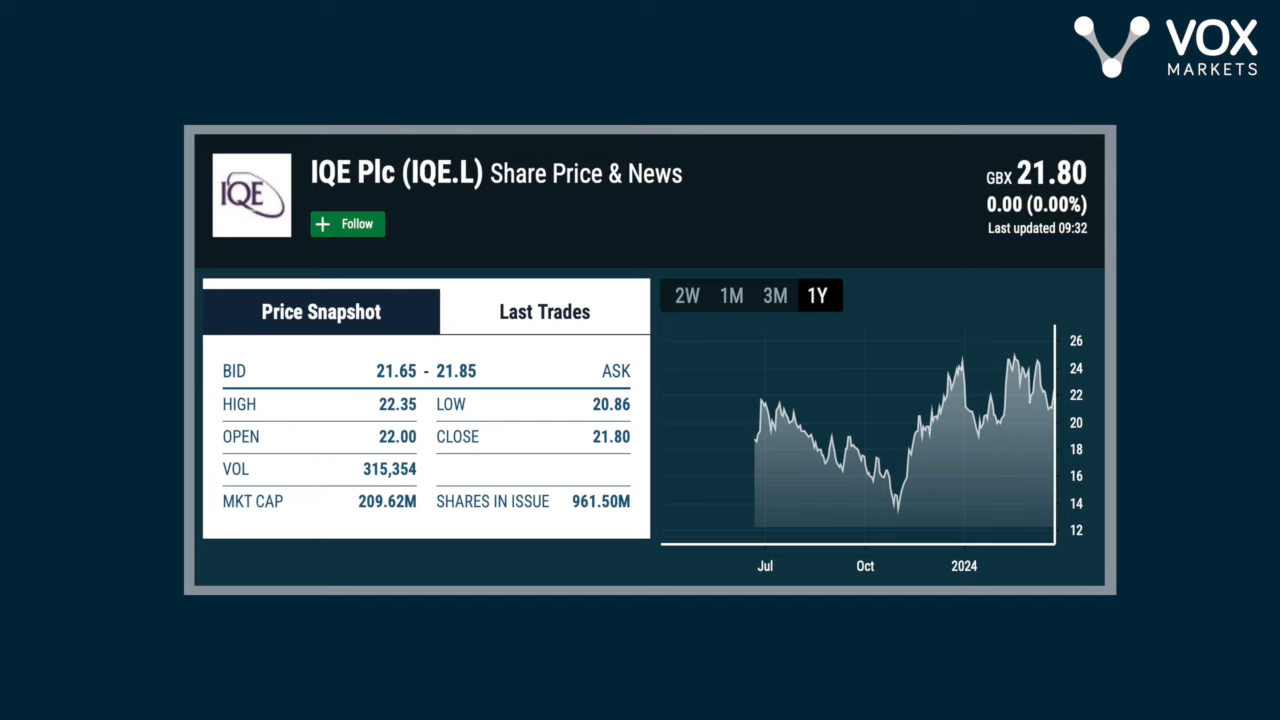 VOX
MARKETS
IQE
IQE Plc (IQE.L) Share Price & News
+ Follow
GBX 21.80
0.00 (0.00%)
Last updated 09:32
Price Snapshot
Last Trades
BID 21.65 - 21.85 ASK
HIGH 22.35 LOW 20.86
OPEN 22.00 CLOSE 21.80
VOL 315,354
MKT CAP 209.62M SHARES IN ISSUE 961.50M
2W 1M 3M 1Y
26
24
22
20
18
16
14
12
Jul Oct 2024